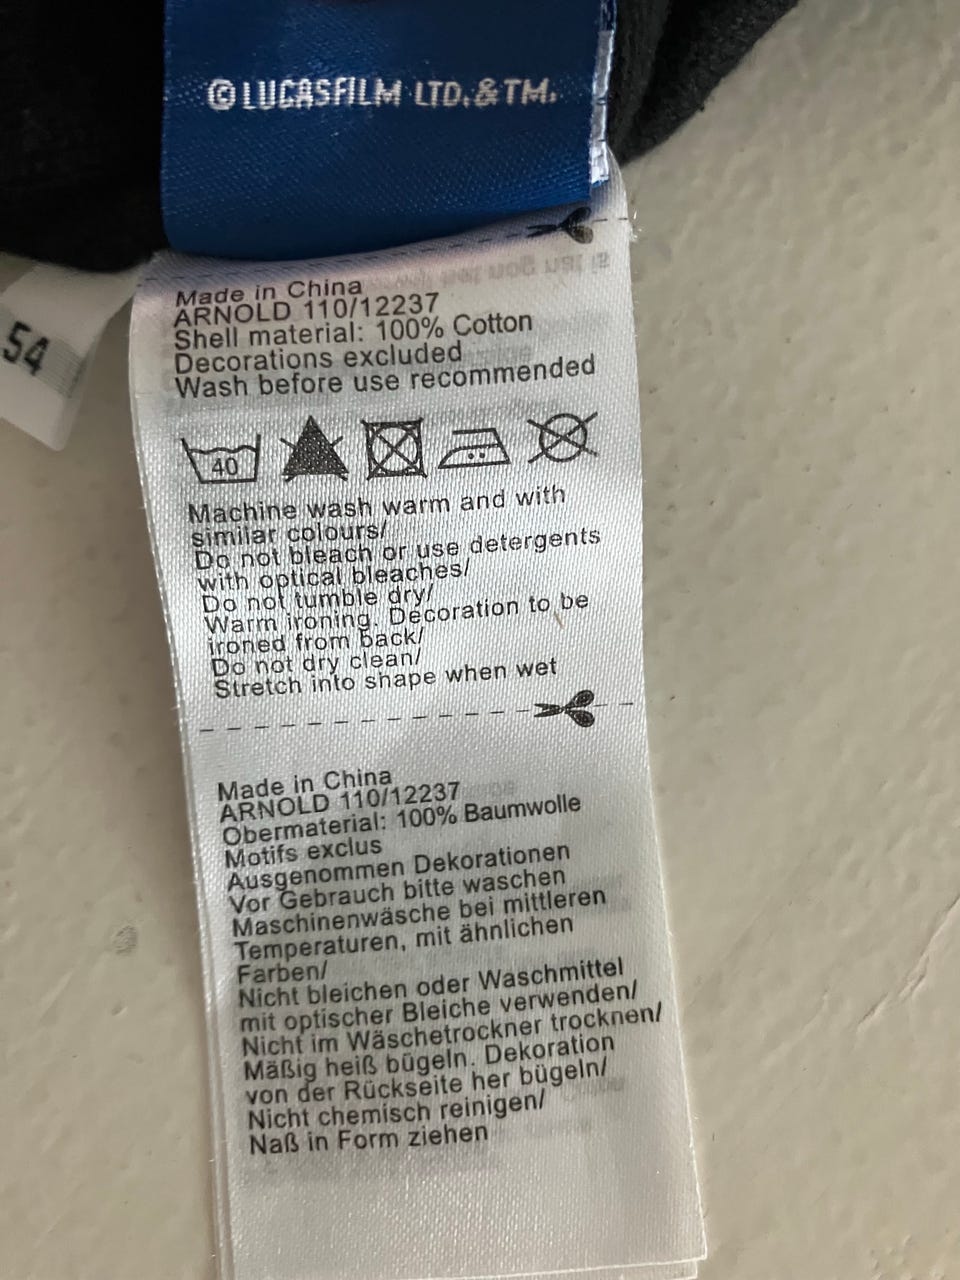 © LUCASFILM LTD.&TM.
54
Made in China
ARNOLD 110/12237
Shell material: 100% Cotton
Decorations excluded
Wash before use recommended
40
Machine wash warm and with
similar colours/
Do not bleach or use detergents
with optical bleaches/
Do not tumble dry/
Warm ironing. Decoration to be
ironed from back/
Do not dry clean/
Stretch into shape when wet
Made in China
ARNOLD 110/12237
Obermaterial: 100% Baumwolle
Motifs exclus
Ausgenommen Dekorationen
Vor Gebrauch bitte waschen
Maschinenwäsche bei mittleren
Temperaturen, mit ähnlichen
Farben/
Nicht bleichen oder Waschmittel
mit optischer Bleiche verwenden/
Nicht im Wäschetrockner trocknen/
Mäßig heiß bügeln. Dekoration
von der Rückseite her bügeln/
Nicht chemisch reinigen/
Naß in Form ziehen